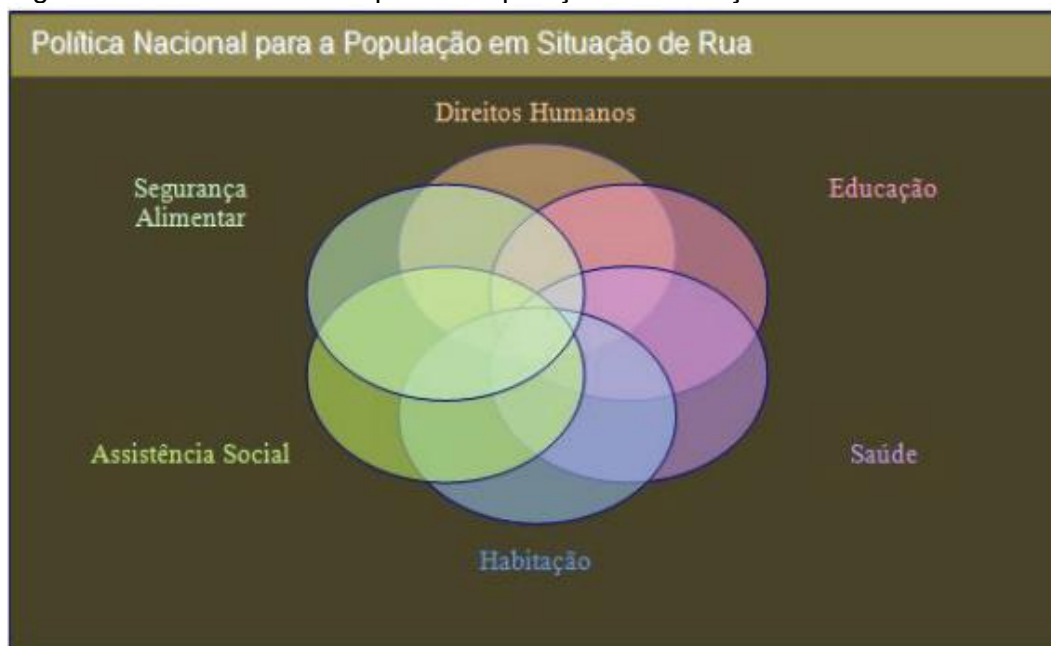 Política Nacional para a População em Situação de Rua
Direitos Humanos
Segurança
Alimentar
Educação
Assistência Social
Saúde
Habitação